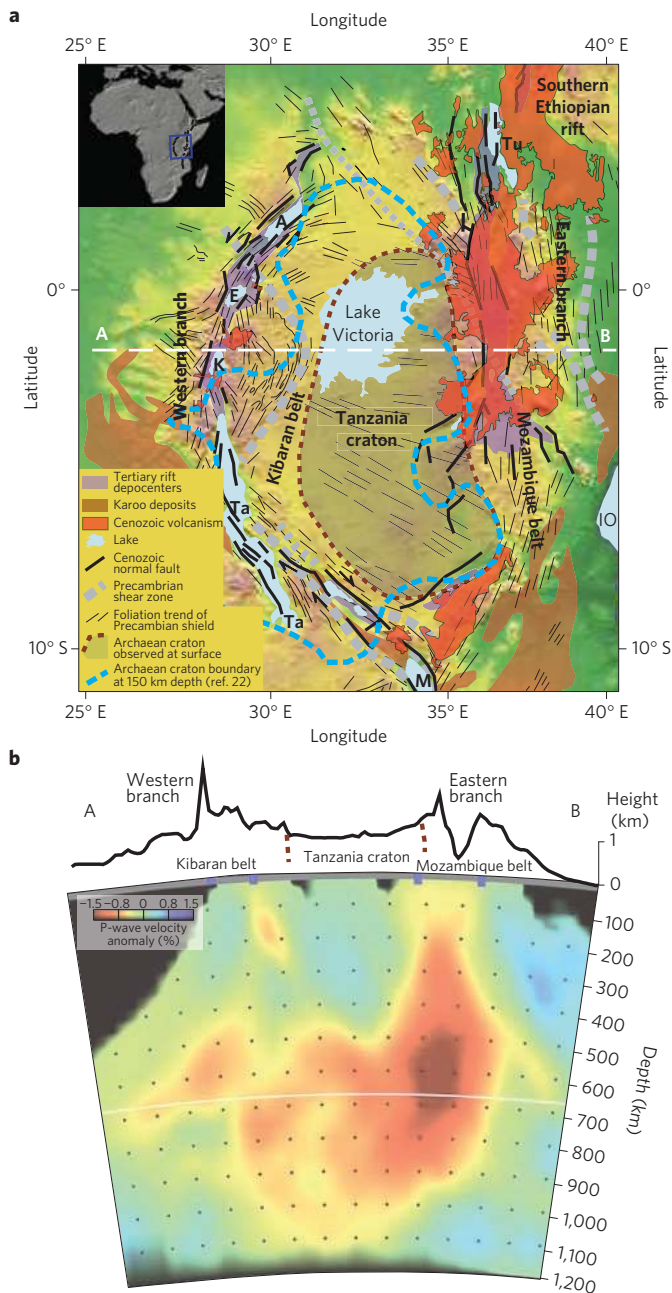 a
Longitude
25° E
30° E
35° E
40° E
Southern
Ethiopian
rift
Tu
A
Eastern branch
0°
0°
E
Lake
Victoria
A
B
Western branch
K
Latitude
Latitude
Tanzania
craton
Kibaran belt
Mozambique belt
Tertiary rift
depocenters
Karoo deposits
Cenozoic volcanism
Lake
Cenozoic
normal fault
Precambrian
shear zone
Foliation trend of
Precambian shield
Archaean craton
observed at surface
Archaean craton boundary
at 150 km depth (ref. 22)
Ta
IO
Ta
10° S
10° S
M
25° E
30° E
35° E
40° E
Longitude
b
Western
branch
Eastern
branch
A
B
Height
(km)
1
0
Kibaran belt
Tanzania craton
Mozambique belt
−1.5 −0.8 0 0.8 1.5
P-wave velocity
anomaly (%)
100
200
300
400
500
600
700
800
900
1,000
1,100
1,200
Depth (km)